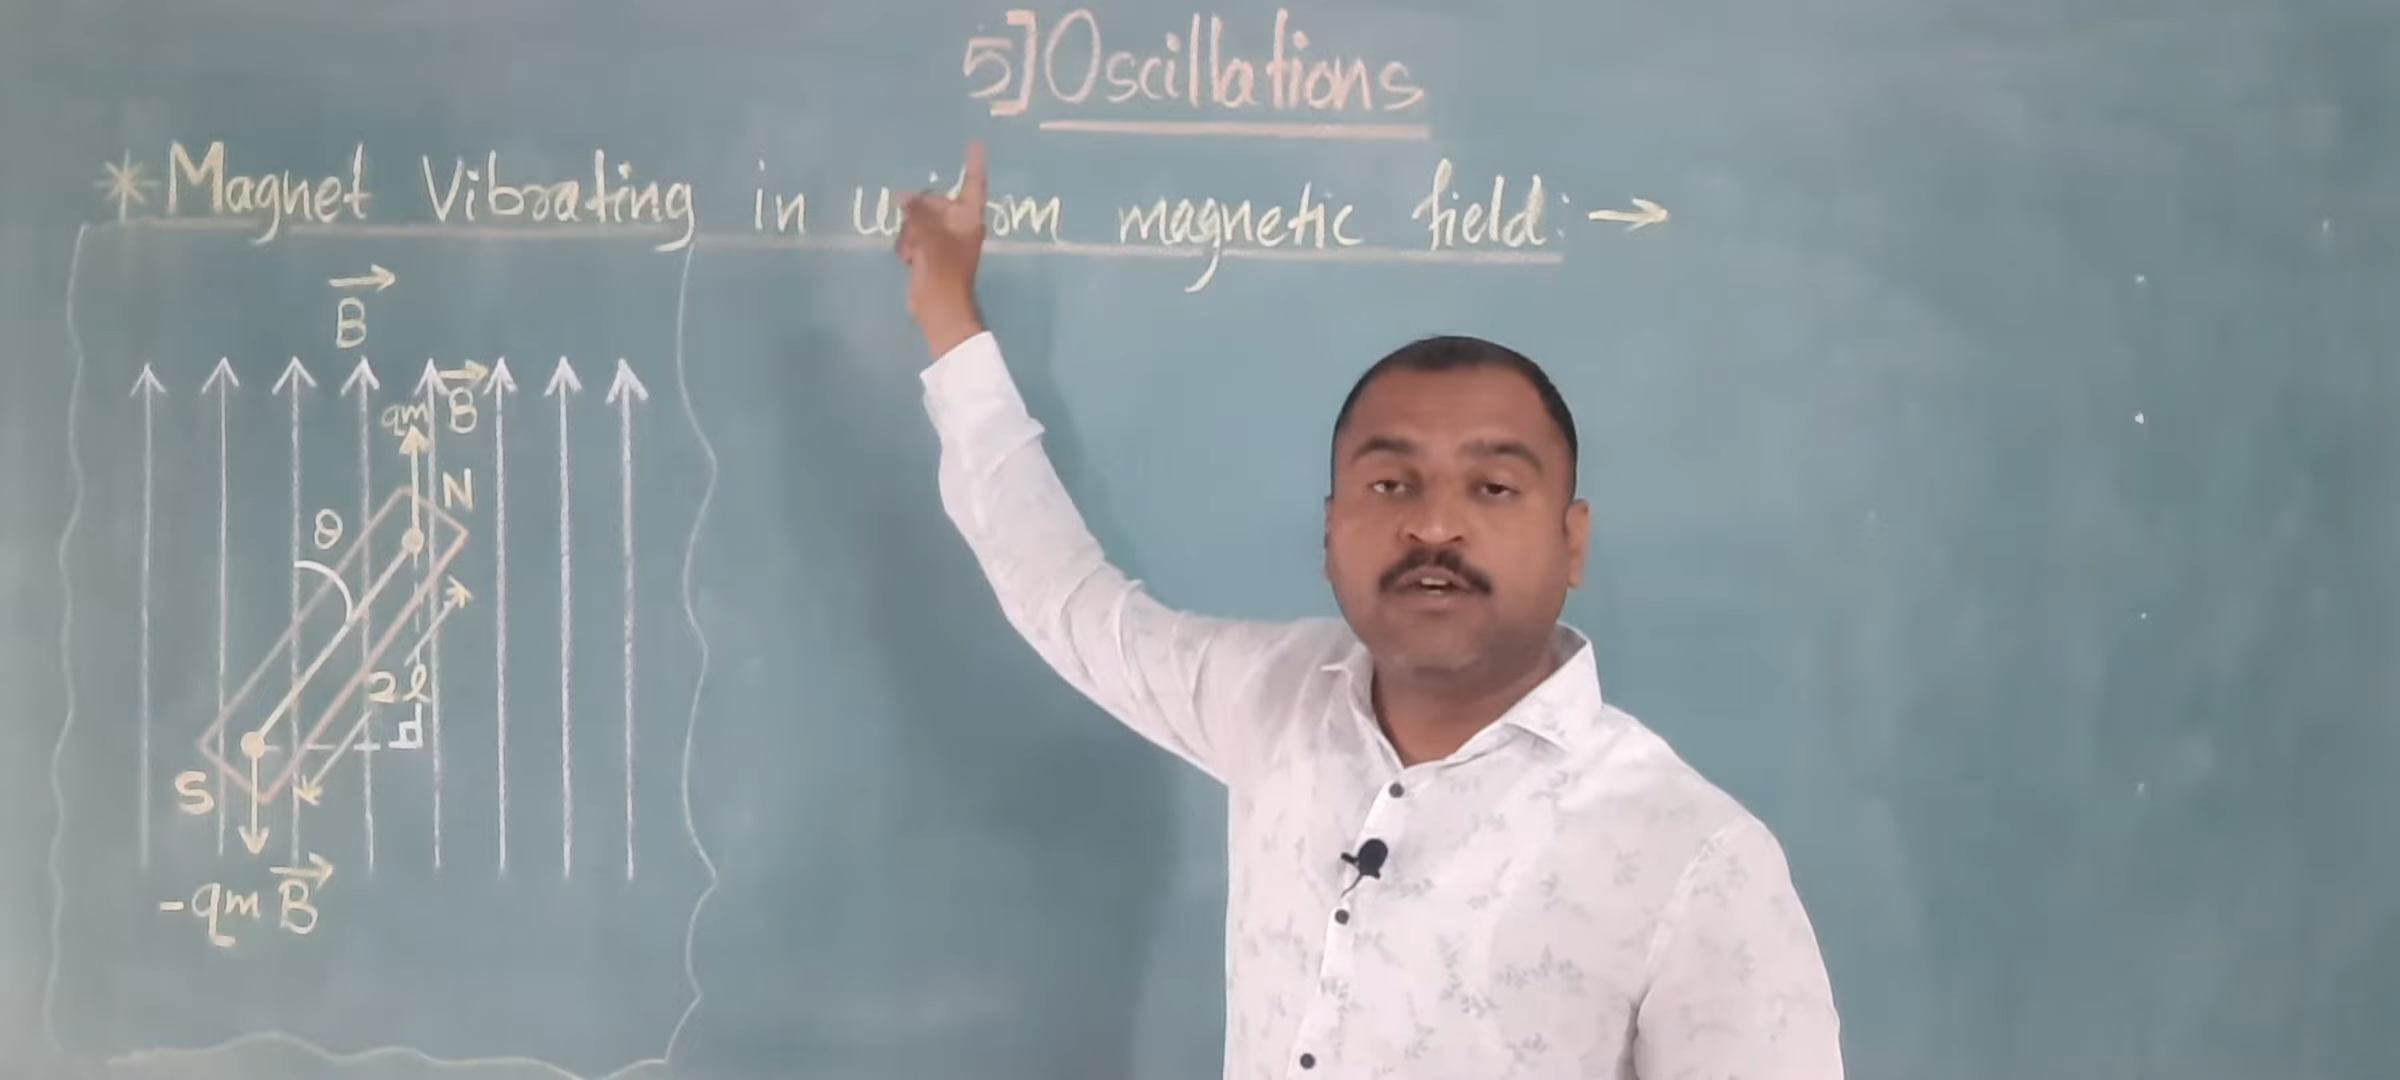 5] Oscillations
* Magnet Vibrating in magnetic field: →
B
qm B
N
θ
2l
S
-qm B